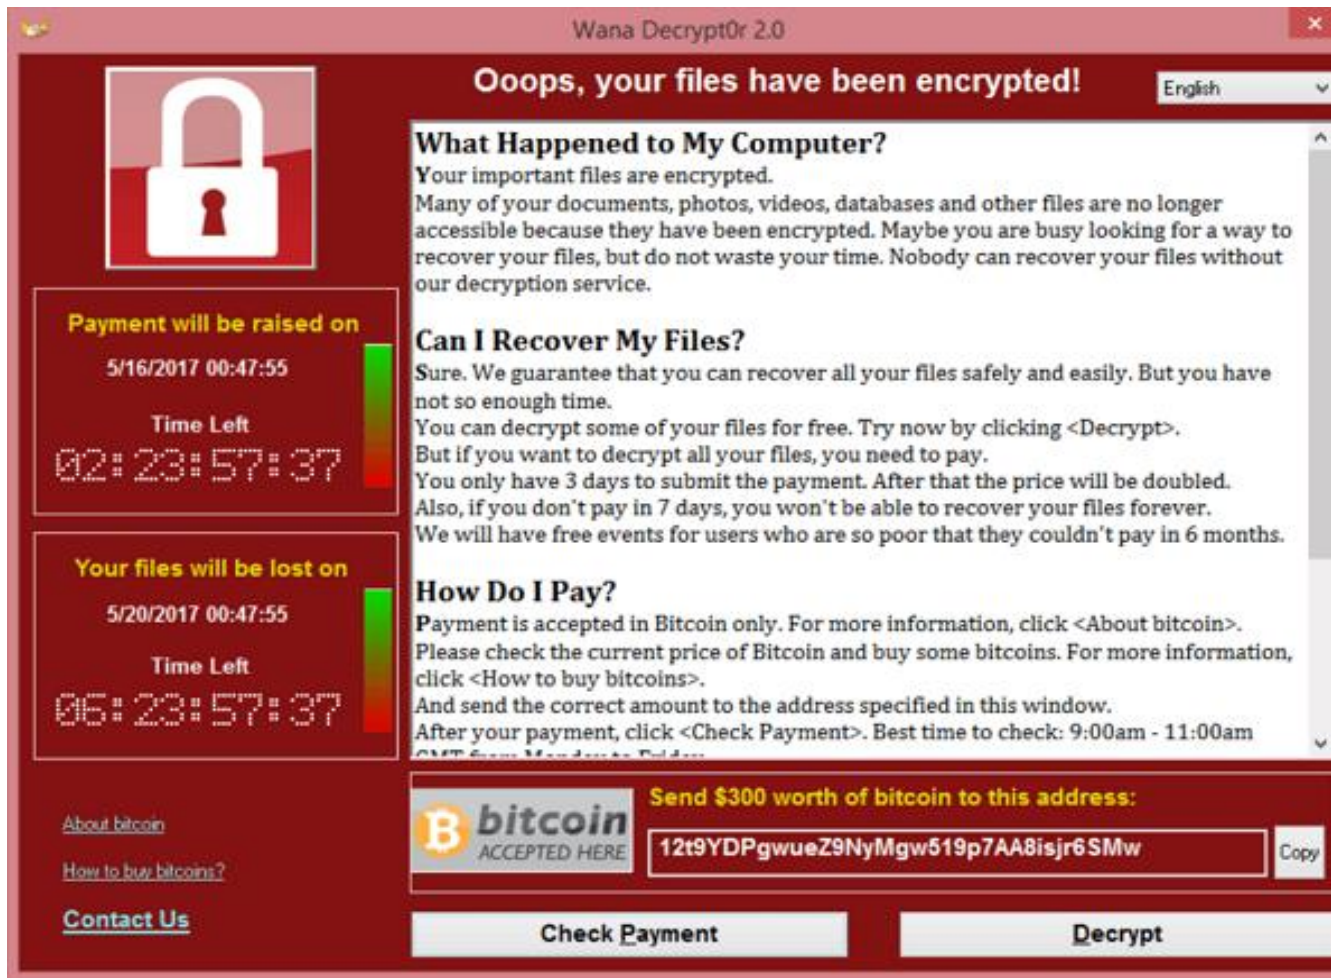 Wana Decrypt0r 2.0
Ooops, your files have been encrypted!
English
What Happened to My Computer?
Your important files are encrypted.
Many of your documents, photos, videos, databases and other files are no longer
accessible because they have been encrypted. Maybe you are busy looking for a way to
recover your files, but do not waste your time. Nobody can recover your files without
our decryption service.
Can I Recover My Files?
Sure. We guarantee that you can recover all your files safely and easily. But you have
not so enough time.
You can decrypt some of your files for free. Try now by clicking <Decrypt>.
But if you want to decrypt all your files, you need to pay.
You only have 3 days to submit the payment. After that the price will be doubled.
Also, if you don't pay in 7 days, you won't be able to recover your files forever.
We will have free events for users who are so poor that they couldn't pay in 6 months.
How Do I Pay?
Payment is accepted in Bitcoin only. For more information, click <About bitcoin>.
Please check the current price of Bitcoin and buy some bitcoins. For more information,
click <How to buy bitcoins>.
And send the correct amount to the address specified in this window.
After your payment, click <Check Payment>. Best time to check: 9:00am - 11:00am
GMT from Monday to Friday.
Payment will be raised on
5/16/2017 00:47:55
Time Left
02:23:57:37
Your files will be lost on
5/20/2017 00:47:55
Time Left
06:23:57:37
About bitcoin
How to buy bitcoins?
Contact Us
bitcoin
ACCEPTED HERE
Send $300 worth of bitcoin to this address:
12t9YDPgwueZ9NyMgw519p7AA8isjr6SMw
Copy
Check Payment
Decrypt